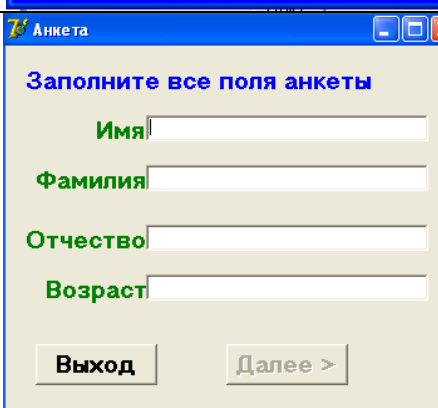 Анкета
Заполните все поля анкеты
Имя
Фамилия
Отчество
Возраст
Выход Далее >